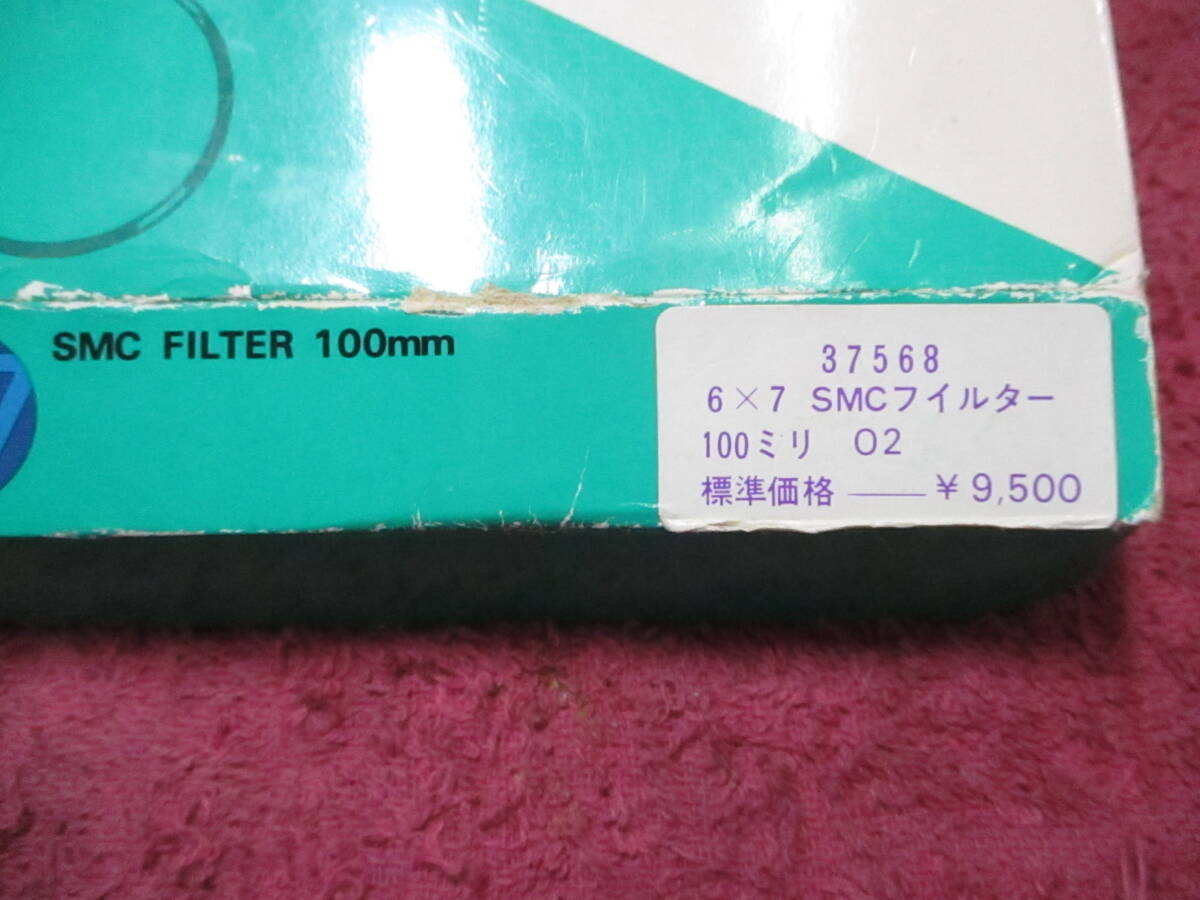 SMC FILTER 100mm
37568
6×7 SMCフイルター
100ミリ O2
標準価格 —— ¥9,500